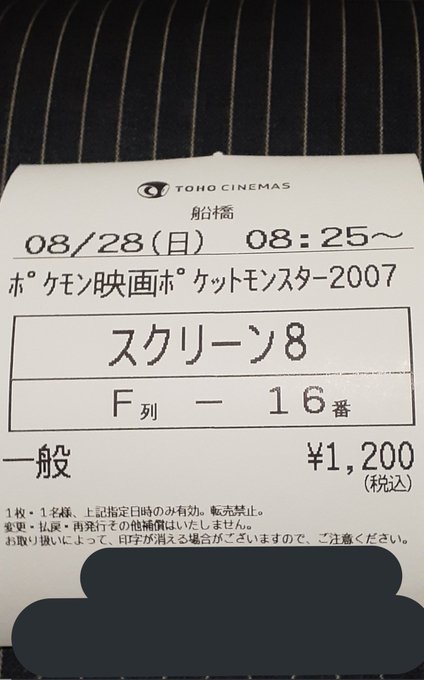 TOHO CINEMAS
船橋
08/28(日) 08:25～
ﾎﾟｹﾓﾝ映画ﾎﾟｹｯﾄﾓﾝｽﾀｰ2007
スクリーン8
F列 － 16番
一般 ¥1,200
(税込)
1枚・1名様、上記指定日時のみ有効。転売禁止。
変更・払戻・再発行その他補償はいたしません。
お取り扱いによって、印字が消える場合がございますので、ご注意ください。